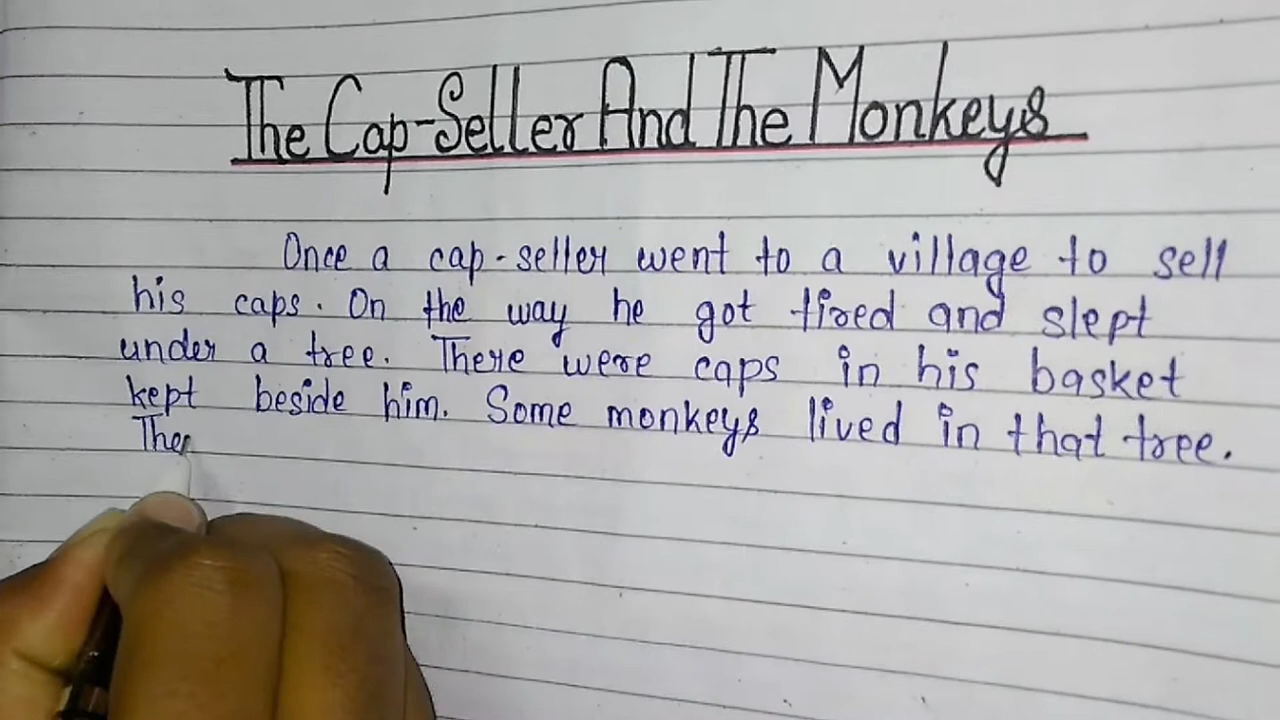 The Cap-Seller And The Monkeys
Once a cap-seller went to a village to sell
his caps. On the way he got tired and slept
under a tree. There were caps in his basket
kept beside him. Some monkeys lived in that tree.
The